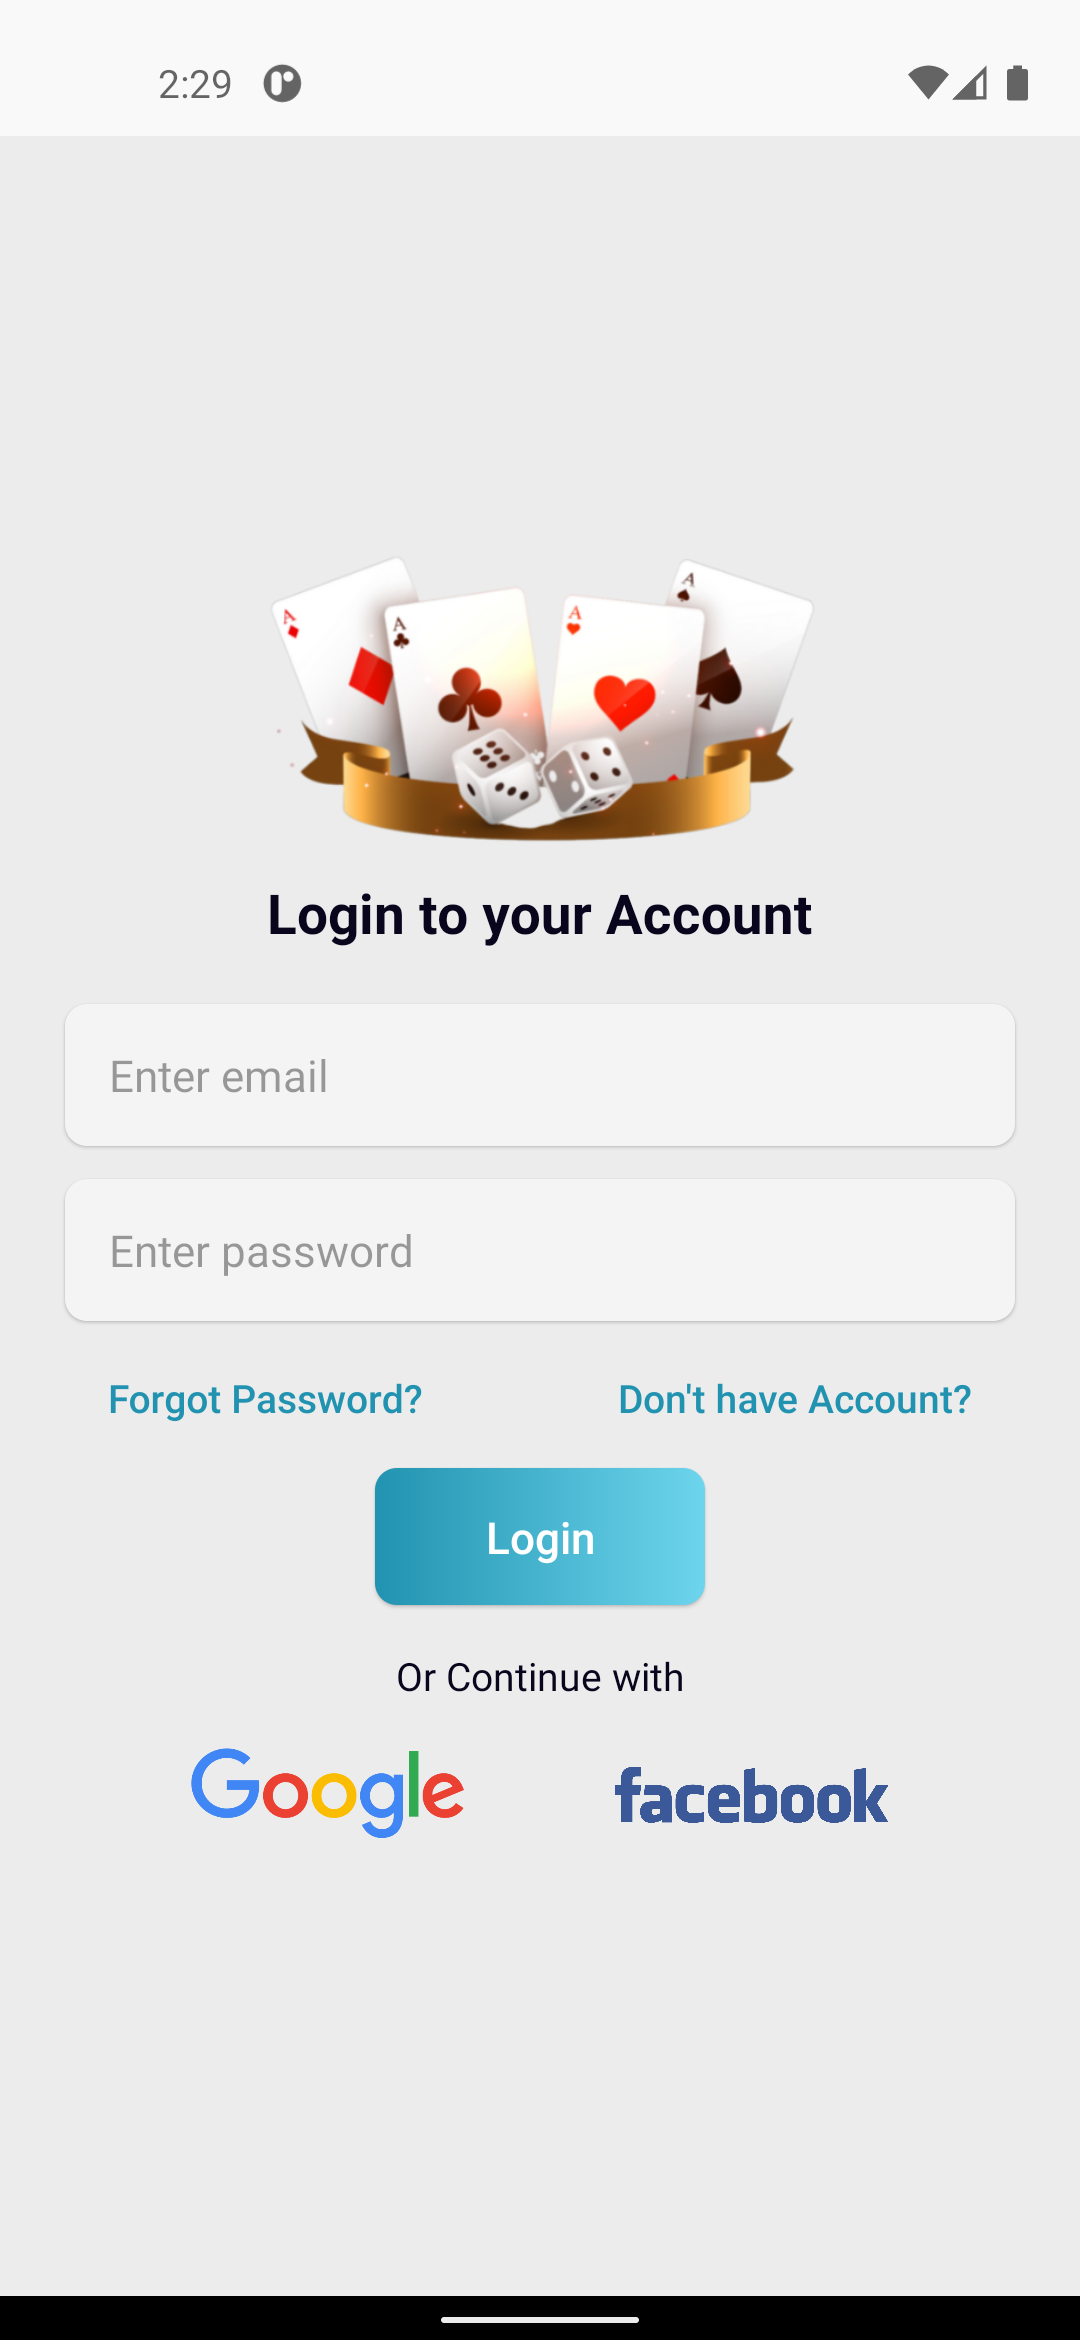 2:29
A
A
A
A
Login to your Account
Enter email
Enter password
Forgot Password? Don't have Account?
Login
Or Continue with
Google facebook